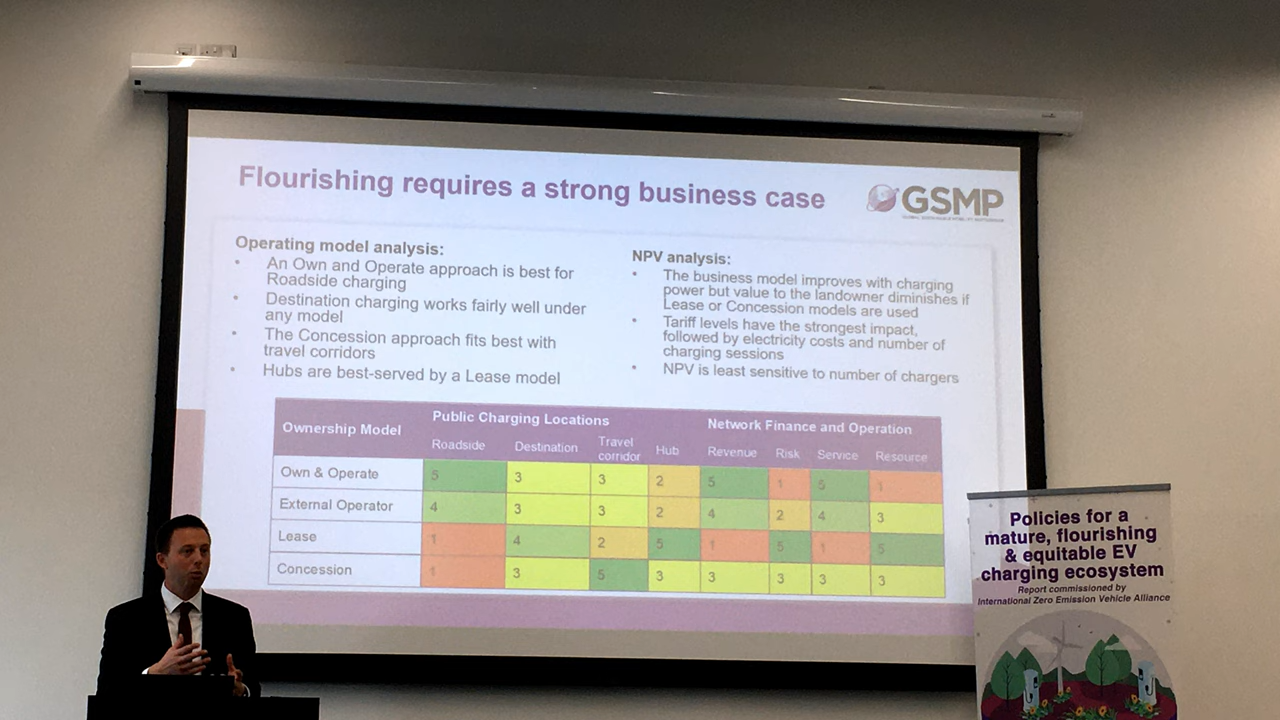 Flourishing requires a strong business case
GSMP
Operating model analysis:
• An Own and Operate approach is best for
Roadside charging
• Destination charging works fairly well under
any model
• The Concession approach fits best with
travel corridors
• Hubs are best-served by a Lease model
NPV analysis:
• The business model improves with charging
power but value to the landowner diminishes if
Lease or Concession models are used
• Tariff levels have the strongest impact,
followed by electricity costs and number of
charging sessions
• NPV is least sensitive to number of chargers
Ownership Model Public Charging Locations Network Finance and Operation
Roadside Destination Travel corridor Hub Revenue Risk Service Resource
Own & Operate 5 3 3 2 5 1 5 1
External Operator 4 3 3 2 4 2 4 3
Lease 1 4 2 5 1 5 1 5
Concession 1 3 5 3 3 3 3 3
Policies for a
mature, flourishing
& equitable EV
charging ecosystem
Report commissioned by
International Zero Emission Vehicle Alliance